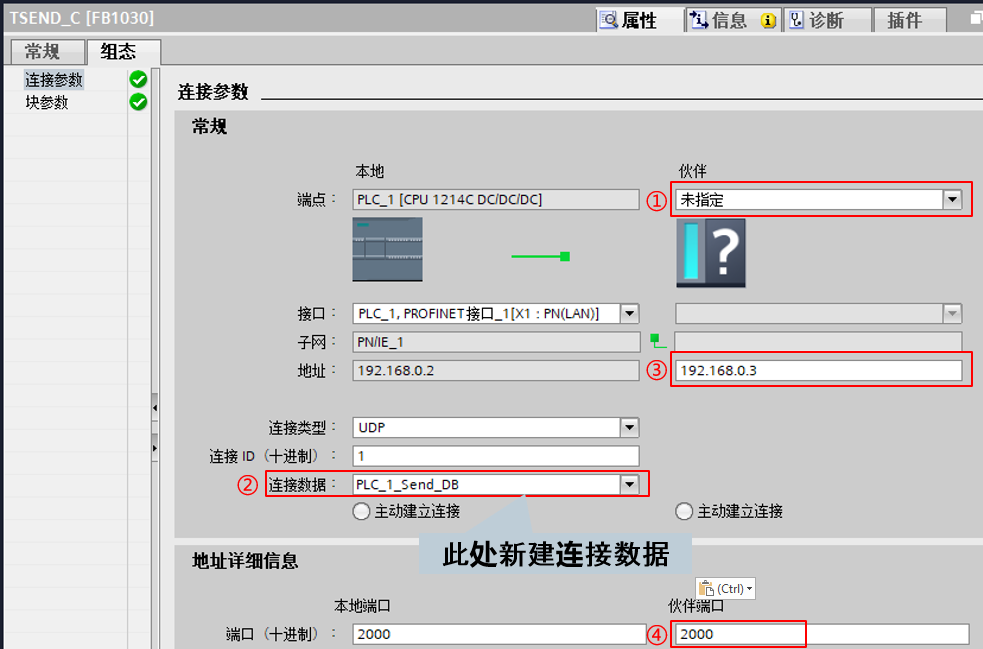 TSEND_C [FB1030]
属性 信息 诊断 插件
常规 组态
连接参数
块参数
连接参数
常规
本地 伙伴
端点： PLC_1 [CPU 1214C DC/DC/DC] ① 未指定
?
接口： PLC_1, PROFINET接口_1[X1 : PN(LAN)]
子网： PN/IE_1
地址： 192.168.0.2 ③ 192.168.0.3
连接类型： UDP
连接 ID（十进制）： 1
② 连接数据： PLC_1_Send_DB
主动建立连接 主动建立连接
此处新建连接数据
地址详细信息
(Ctrl)
本地端口 伙伴端口
端口（十进制）： 2000 ④ 2000